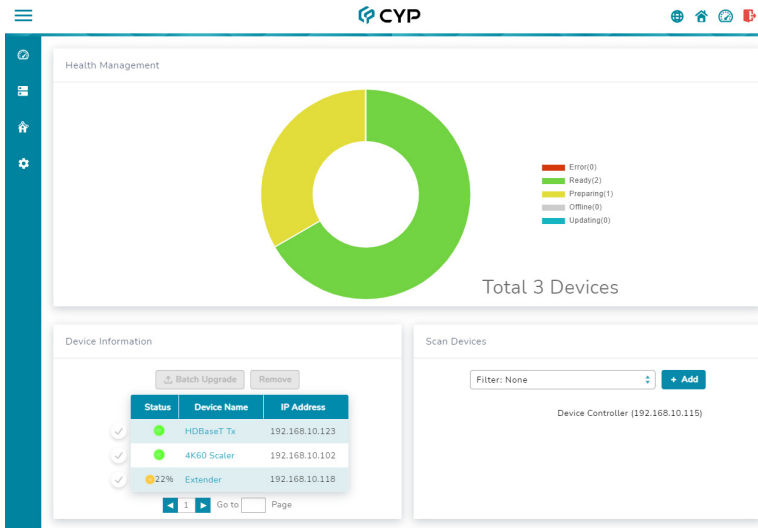 CYP
Health Management
Error(0)
Ready(2)
Preparing(1)
Offline(0)
Updating(0)
Total 3 Devices
Device Information
Batch Upgrade Remove
Status Device Name IP Address
HDBaseT Tx 192.168.10.123
4K60 Scaler 192.168.10.102
22% Extender 192.168.10.118
1 Go to Page
Scan Devices
Filter: None + Add
Device Controller (192.168.10.115)